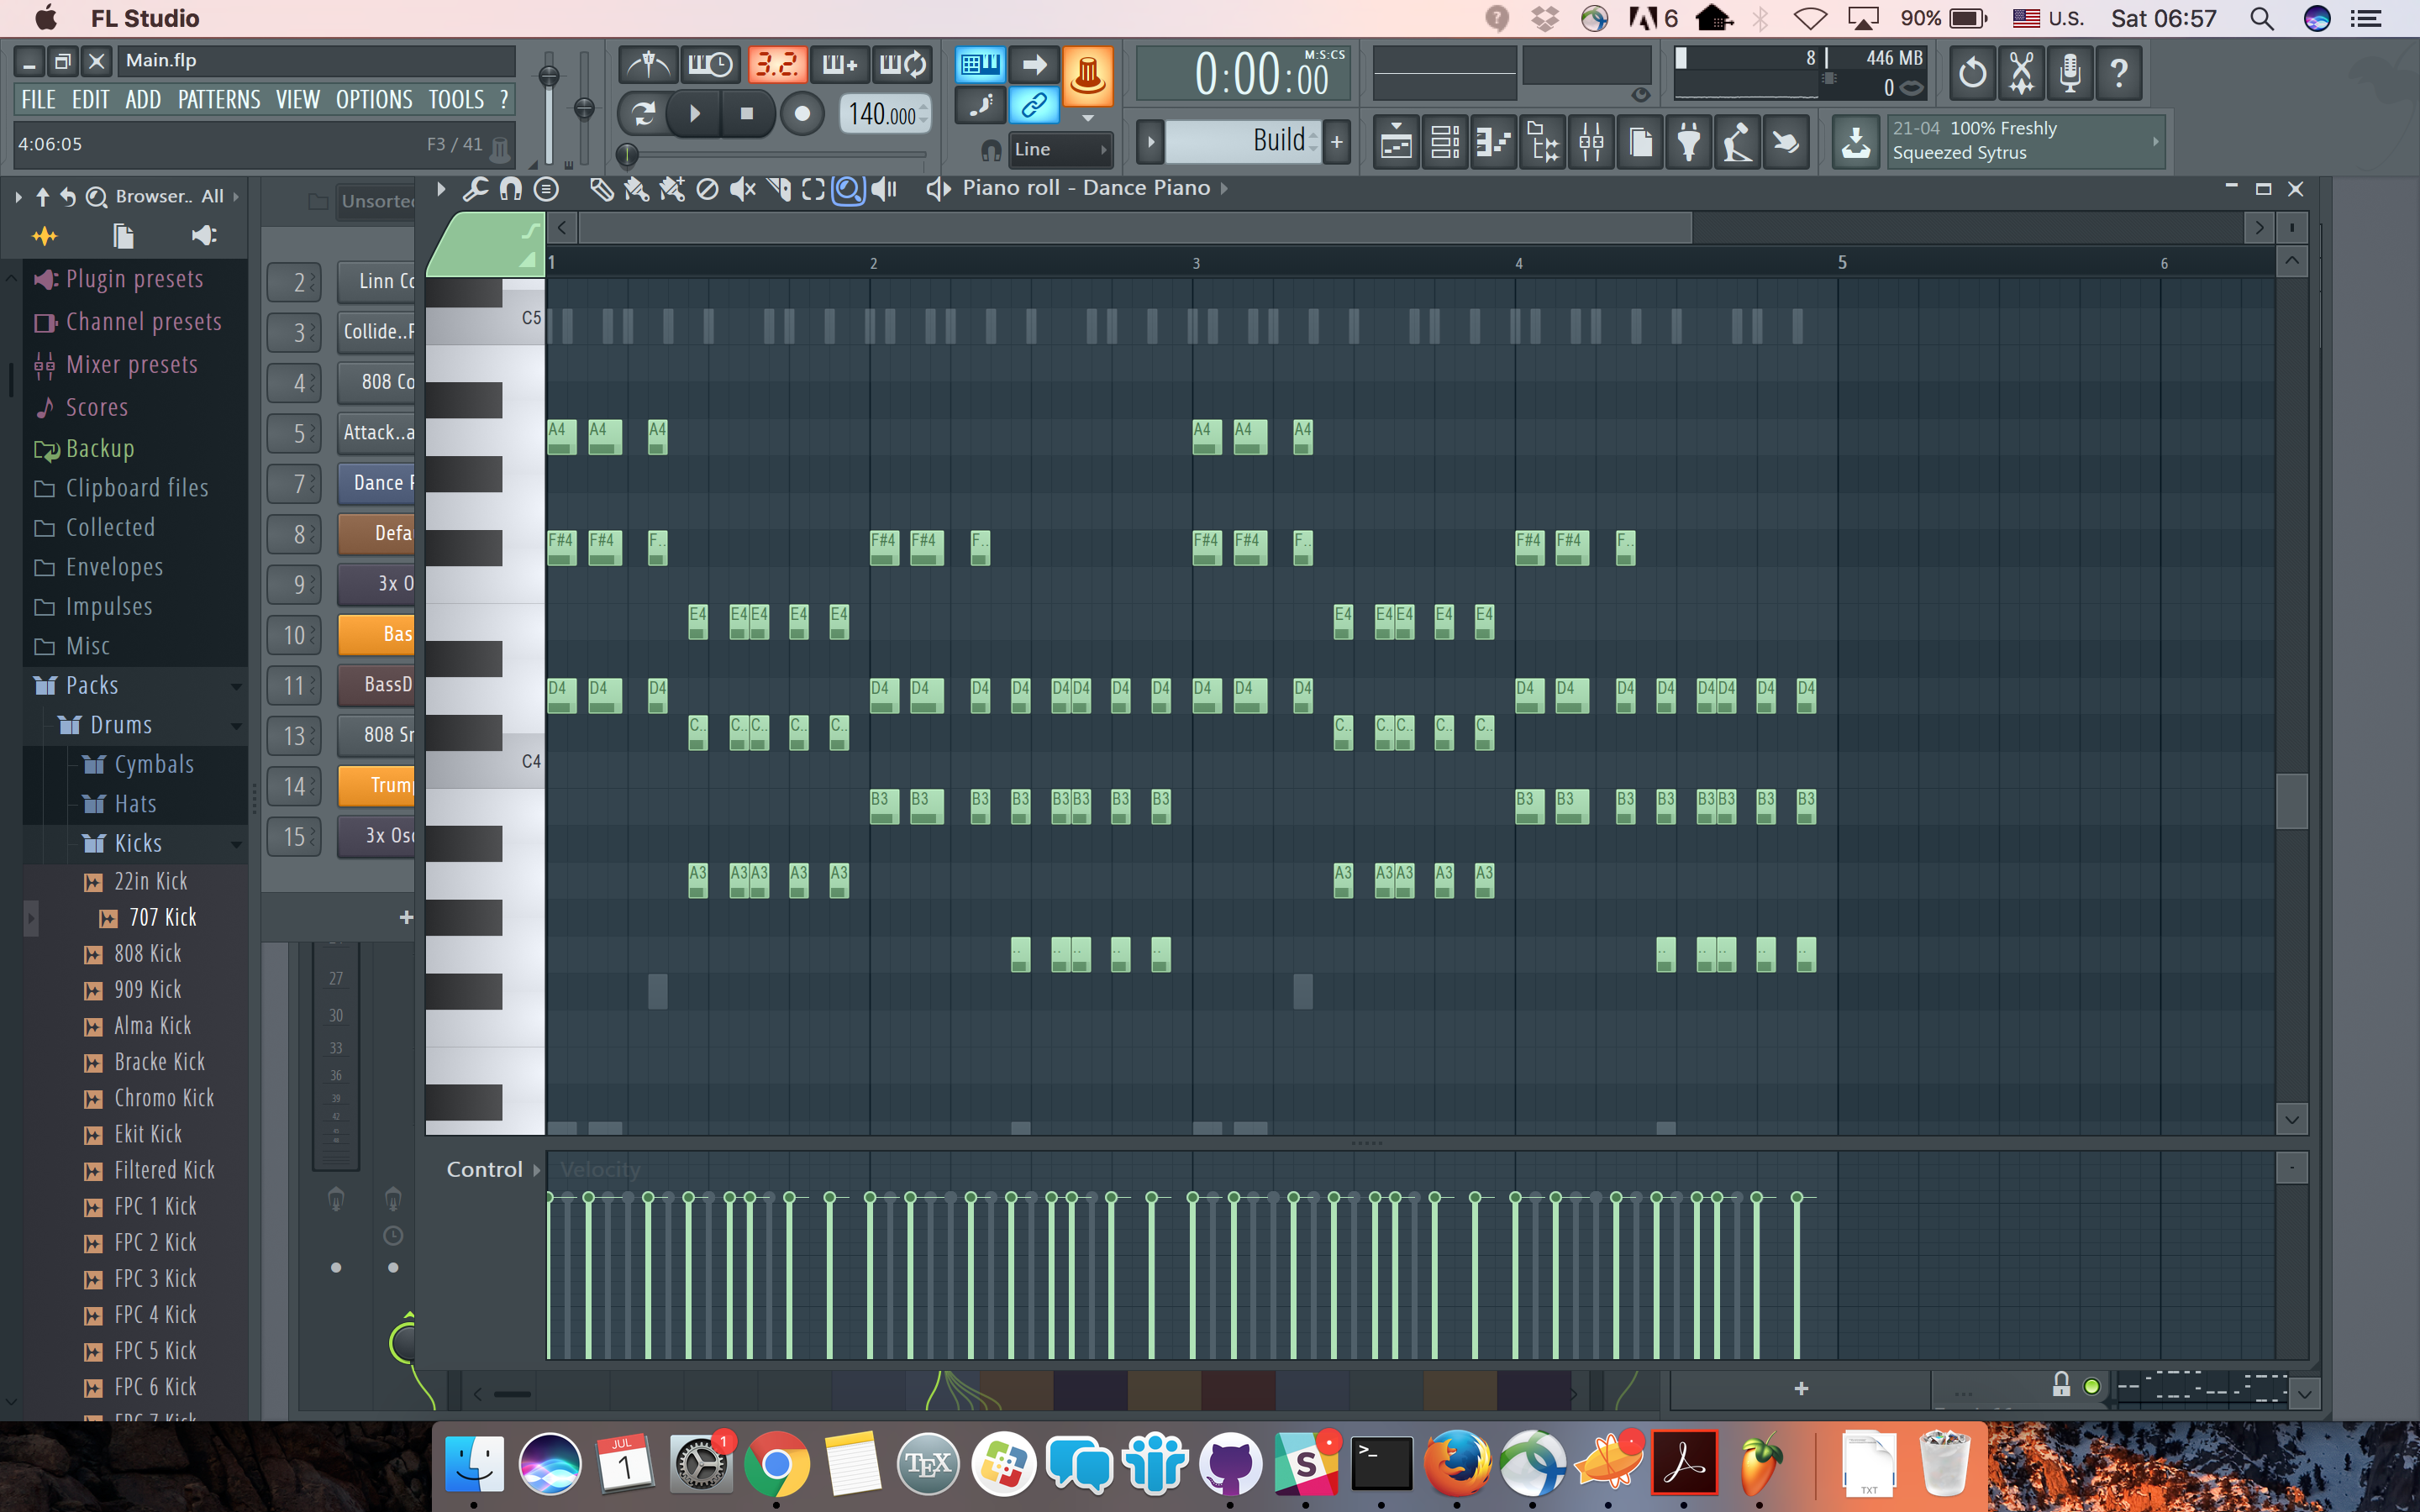 FL Studio
6
90%
U.S.
Sat 06:57
Main.flp
FILE EDIT ADD PATTERNS VIEW OPTIONS TOOLS ?
4:06:05
F3 / 41
3.2.
140.000
Line
0:00:00
M:S:CS
Build
8
446 MB
0
21-04 100% Freshly
Squeezed Sytrus
Browser.. All
Unsorted
Piano roll - Dance Piano
Plugin presets
Channel presets
Mixer presets
Scores
Backup
Clipboard files
Collected
Envelopes
Impulses
Misc
Packs
Drums
Cymbals
Hats
Kicks
22in Kick
707 Kick
808 Kick
909 Kick
Alma Kick
Bracke Kick
Chromo Kick
Ekit Kick
Filtered Kick
FPC 1 Kick
FPC 2 Kick
FPC 3 Kick
FPC 4 Kick
FPC 5 Kick
FPC 6 Kick
FPC 7 Kick
2 Linn Co
3 Collide..F
4 808 Co
5 Attack..a
7 Dance P
8 Defa
9 3x O
10 Bas
11 BassD
13 808 Sn
14 Trump
15 3x Osc
27
30
33
36
39
42
1 2 3 4 5 6
C5
A4 A4 A4 A4 A4 A4
F#4 F#4 F.. F#4 F#4 F.. F#4 F#4 F.. F#4 F#4 F..
E4 E4 E4 E4 E4 E4 E4 E4 E4 E4
D4 D4 D4 D4 D4 D4 D4 D4 D4 D4 D4 D4 D4 D4 D4 D4 D4 D4 D4 D4 D4 D4
C.. C.. C.. C.. C.. C.. C.. C.. C.. C..
C4
B3 B3 B3 B3 B3 B3 B3 B3 B3 B3 B3 B3 B3 B3 B3 B3
A3 A3 A3 A3 A3 A3 A3 A3 A3 A3
Control
Velocity
JUL
1
1
TEX
S
>_
TXT